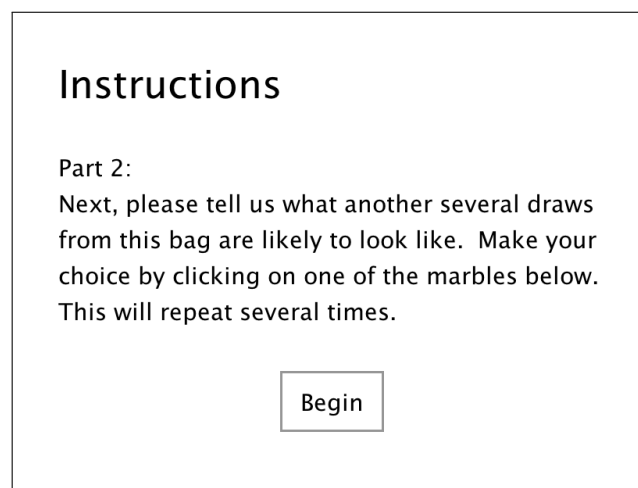 Instructions
Part 2:
Next, please tell us what another several draws
from this bag are likely to look like.  Make your
choice by clicking on one of the marbles below.
This will repeat several times.
Begin